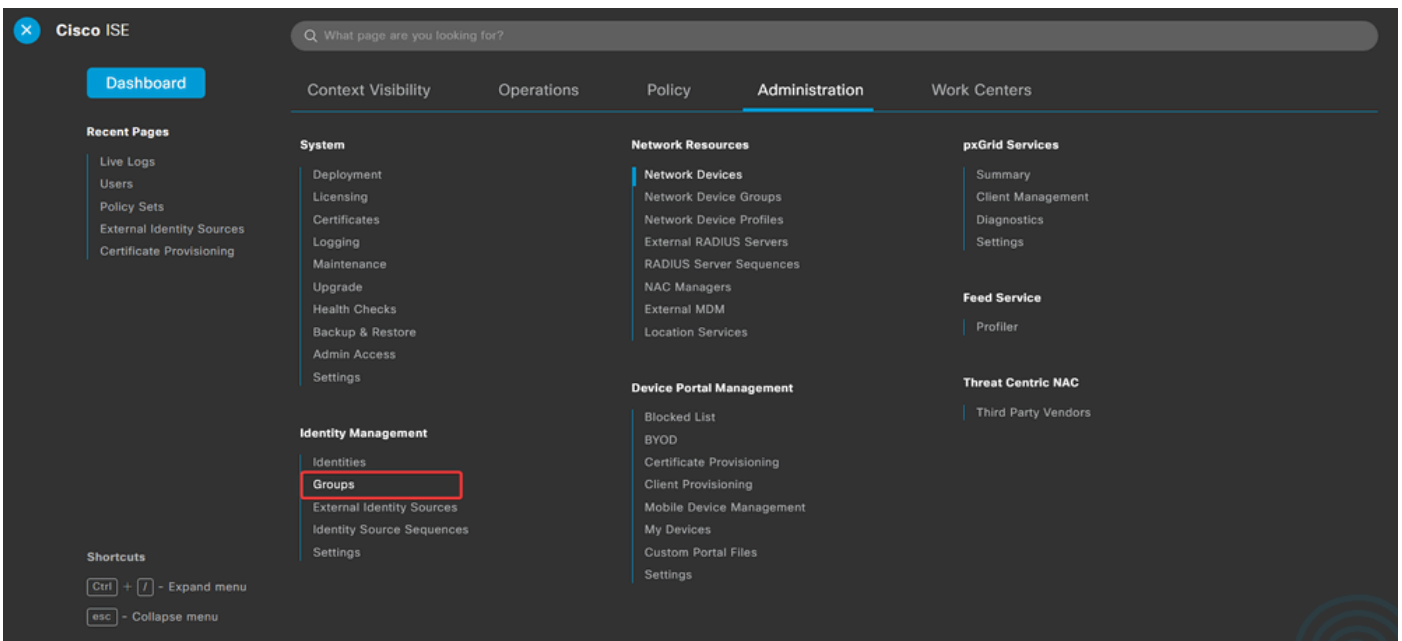 Cisco ISE
What page are you looking for?
Dashboard
Context Visibility
Operations
Policy
Administration
Work Centers
Recent Pages
Live Logs
Users
Policy Sets
External Identity Sources
Certificate Provisioning
System
Deployment
Licensing
Certificates
Logging
Maintenance
Upgrade
Health Checks
Backup & Restore
Admin Access
Settings
Identity Management
Identities
Groups
External Identity Sources
Identity Source Sequences
Settings
Network Resources
Network Devices
Network Device Groups
Network Device Profiles
External RADIUS Servers
RADIUS Server Sequences
NAC Managers
External MDM
Location Services
Device Portal Management
Blocked List
BYOD
Certificate Provisioning
Client Provisioning
Mobile Device Management
My Devices
Custom Portal Files
Settings
pxGrid Services
Summary
Client Management
Diagnostics
Settings
Feed Service
Profiler
Threat Centric NAC
Third Party Vendors
Shortcuts
Ctrl + / - Expand menu
esc - Collapse menu